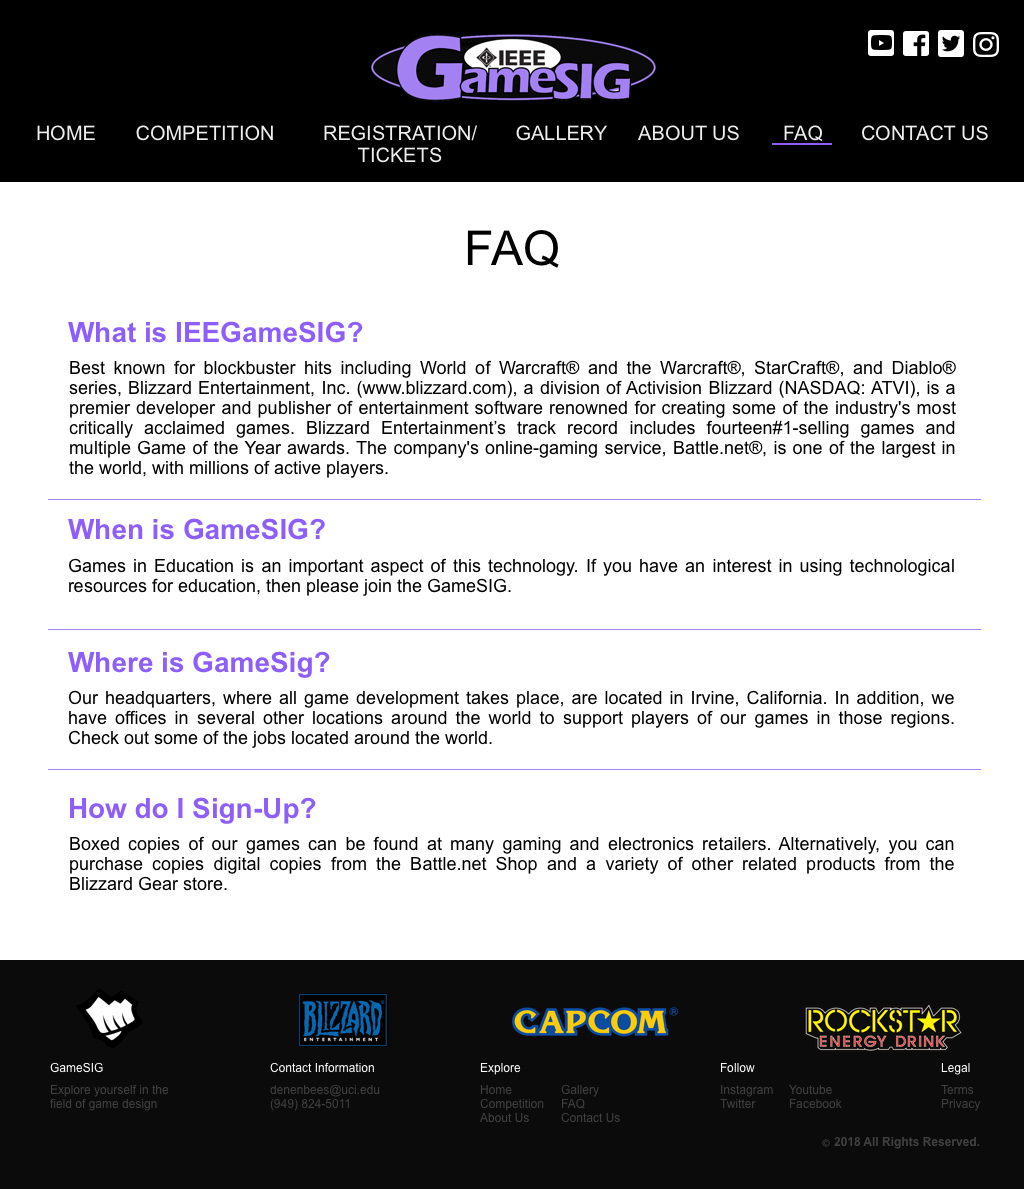 IEEE
GameSIG
HOME COMPETITION REGISTRATION/ GALLERY ABOUT US FAQ CONTACT US
TICKETS
FAQ
What is IEEGameSIG?
Best known for blockbuster hits including World of Warcraft® and the Warcraft®, StarCraft®, and Diablo®
series, Blizzard Entertainment, Inc. (www.blizzard.com), a division of Activision Blizzard (NASDAQ: ATVI), is a
premier developer and publisher of entertainment software renowned for creating some of the industry's most
critically acclaimed games. Blizzard Entertainment’s track record includes fourteen#1-selling games and
multiple Game of the Year awards. The company's online-gaming service, Battle.net®, is one of the largest in
the world, with millions of active players.
When is GameSIG?
Games in Education is an important aspect of this technology. If you have an interest in using technological
resources for education, then please join the GameSIG.
Where is GameSig?
Our headquarters, where all game development takes place, are located in Irvine, California. In addition, we
have offices in several other locations around the world to support players of our games in those regions.
Check out some of the jobs located around the world.
How do I Sign-Up?
Boxed copies of our games can be found at many gaming and electronics retailers. Alternatively, you can
purchase copies digital copies from the Battle.net Shop and a variety of other related products from the
Blizzard Gear store.
BLIZZARD
ENTERTAINMENT
CAPCOM®
ROCKSTAR
ENERGY DRINK
GameSIG Contact Information Explore Follow Legal
Explore yourself in the denenbees@uci.edu Home Gallery Instagram Youtube Terms
field of game design (949) 824-5011 Competition FAQ Twitter Facebook Privacy
About Us Contact Us
© 2018 All Rights Reserved.